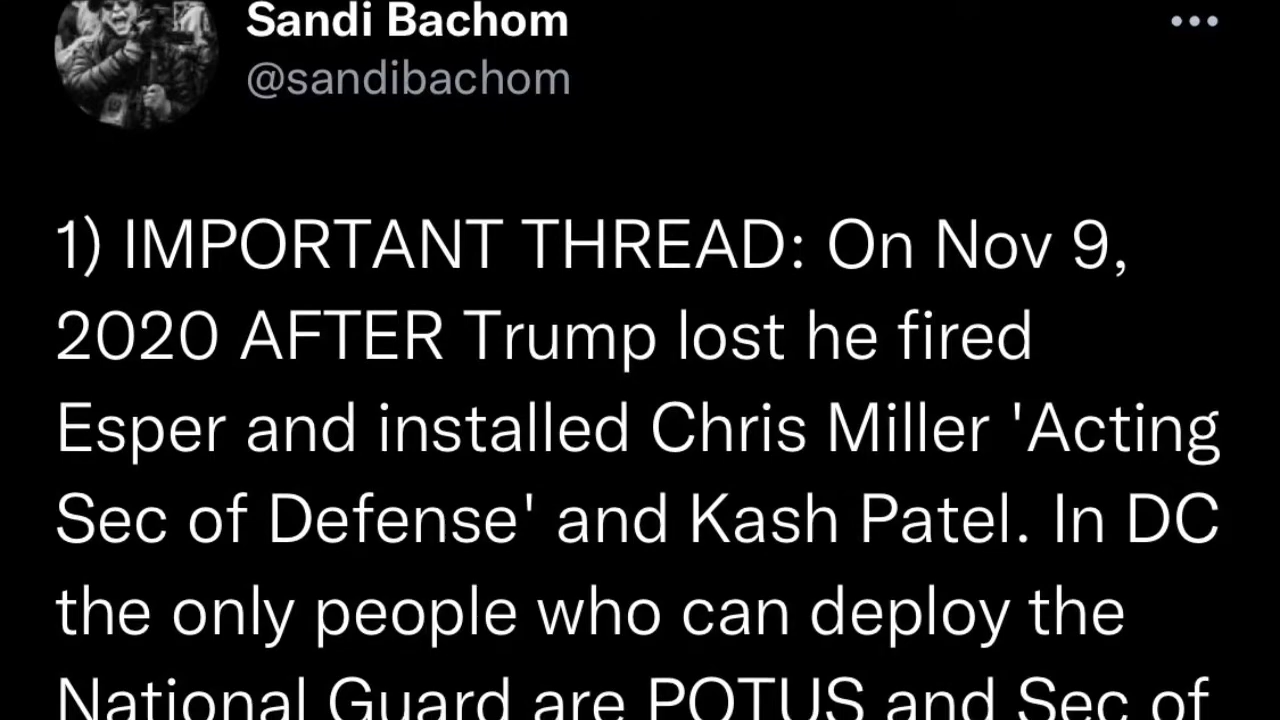 Sandi Bachom
@sandibachom
1) IMPORTANT THREAD: On Nov 9,
2020 AFTER Trump lost he fired
Esper and installed Chris Miller 'Acting
Sec of Defense' and Kash Patel. In DC
the only people who can deploy the
National Guard are POTUS and Sec of